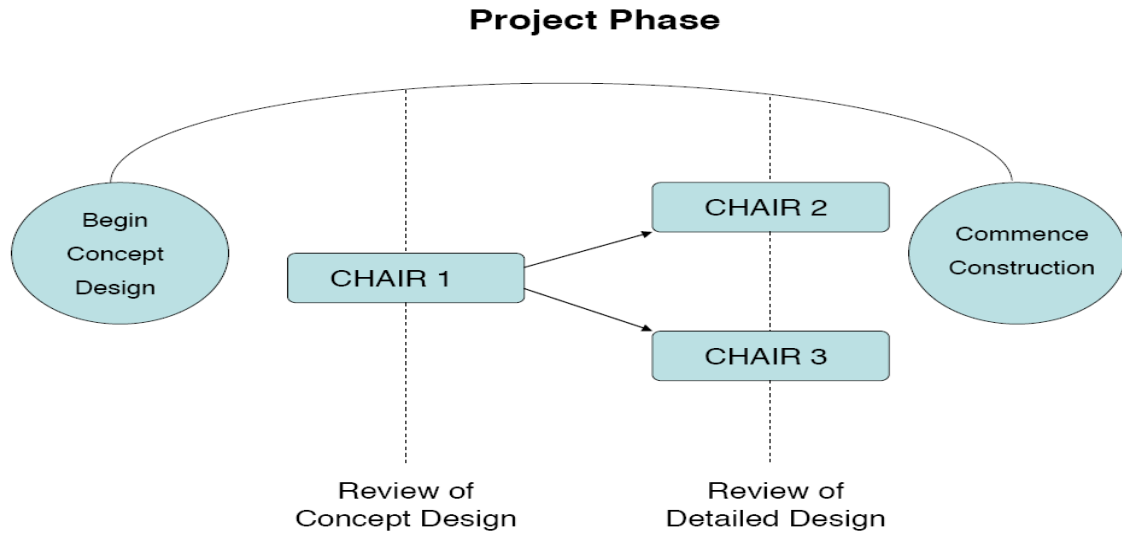 Project Phase
Begin
Concept
Design
CHAIR 1
CHAIR 2
CHAIR 3
Commence
Construction
Review of
Concept Design
Review of
Detailed Design